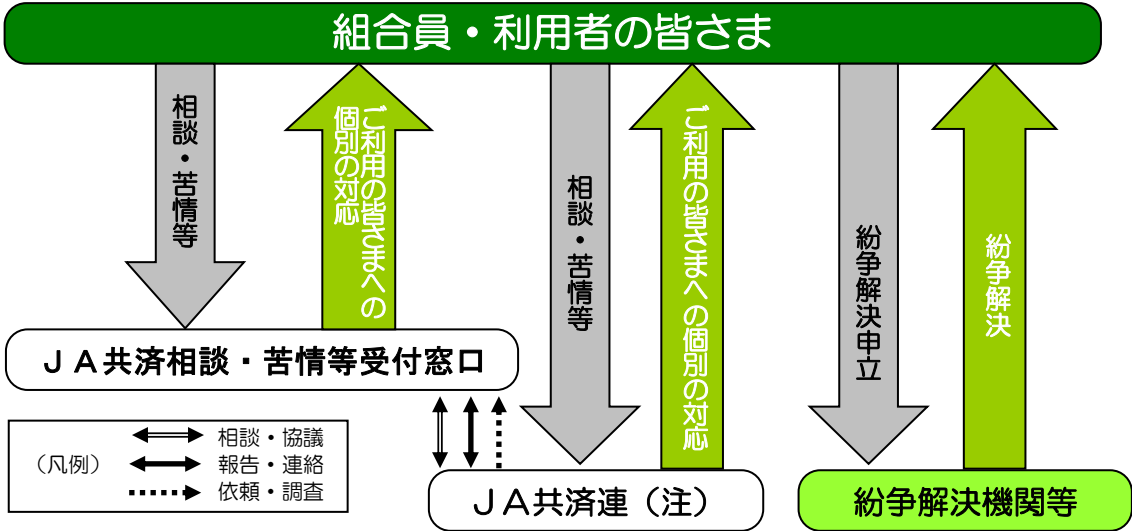 組合員・利用者の皆さま
相談・苦情等
ご利用の皆さまへの
個別の対応
相談・苦情等
ご利用の皆さまへの個別の対応
紛争解決申立
紛争解決
ＪＡ共済相談・苦情等受付窓口
（凡例）
相談・協議
報告・連絡
依頼・調査
ＪＡ共済連（注）
紛争解決機関等